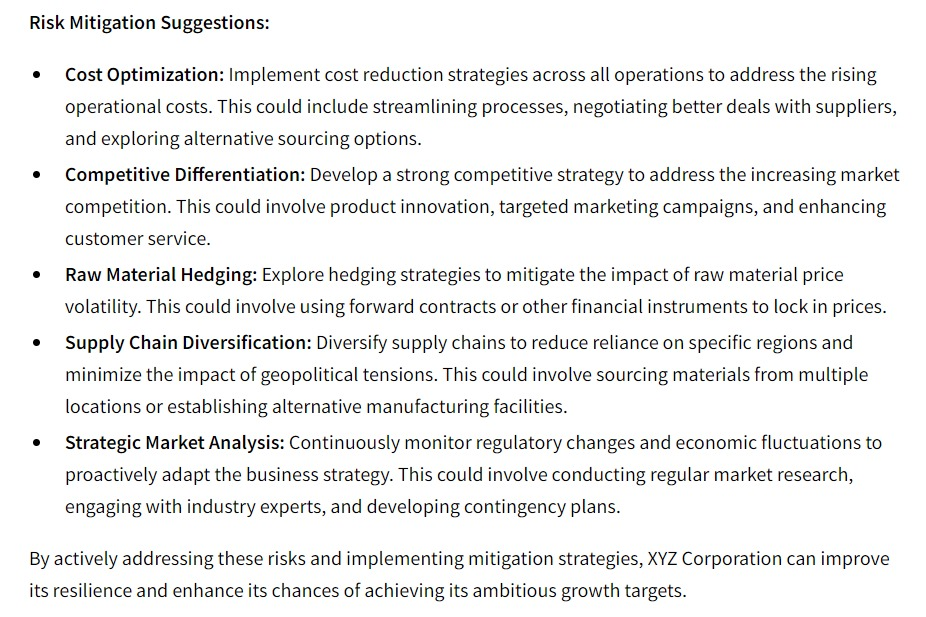 Risk Mitigation Suggestions:
• Cost Optimization: Implement cost reduction strategies across all operations to address the rising
operational costs. This could include streamlining processes, negotiating better deals with suppliers,
and exploring alternative sourcing options.
• Competitive Differentiation: Develop a strong competitive strategy to address the increasing market
competition. This could involve product innovation, targeted marketing campaigns, and enhancing
customer service.
• Raw Material Hedging: Explore hedging strategies to mitigate the impact of raw material price
volatility. This could involve using forward contracts or other financial instruments to lock in prices.
• Supply Chain Diversification: Diversify supply chains to reduce reliance on specific regions and
minimize the impact of geopolitical tensions. This could involve sourcing materials from multiple
locations or establishing alternative manufacturing facilities.
• Strategic Market Analysis: Continuously monitor regulatory changes and economic fluctuations to
proactively adapt the business strategy. This could involve conducting regular market research,
engaging with industry experts, and developing contingency plans.
By actively addressing these risks and implementing mitigation strategies, XYZ Corporation can improve
its resilience and enhance its chances of achieving its ambitious growth targets.